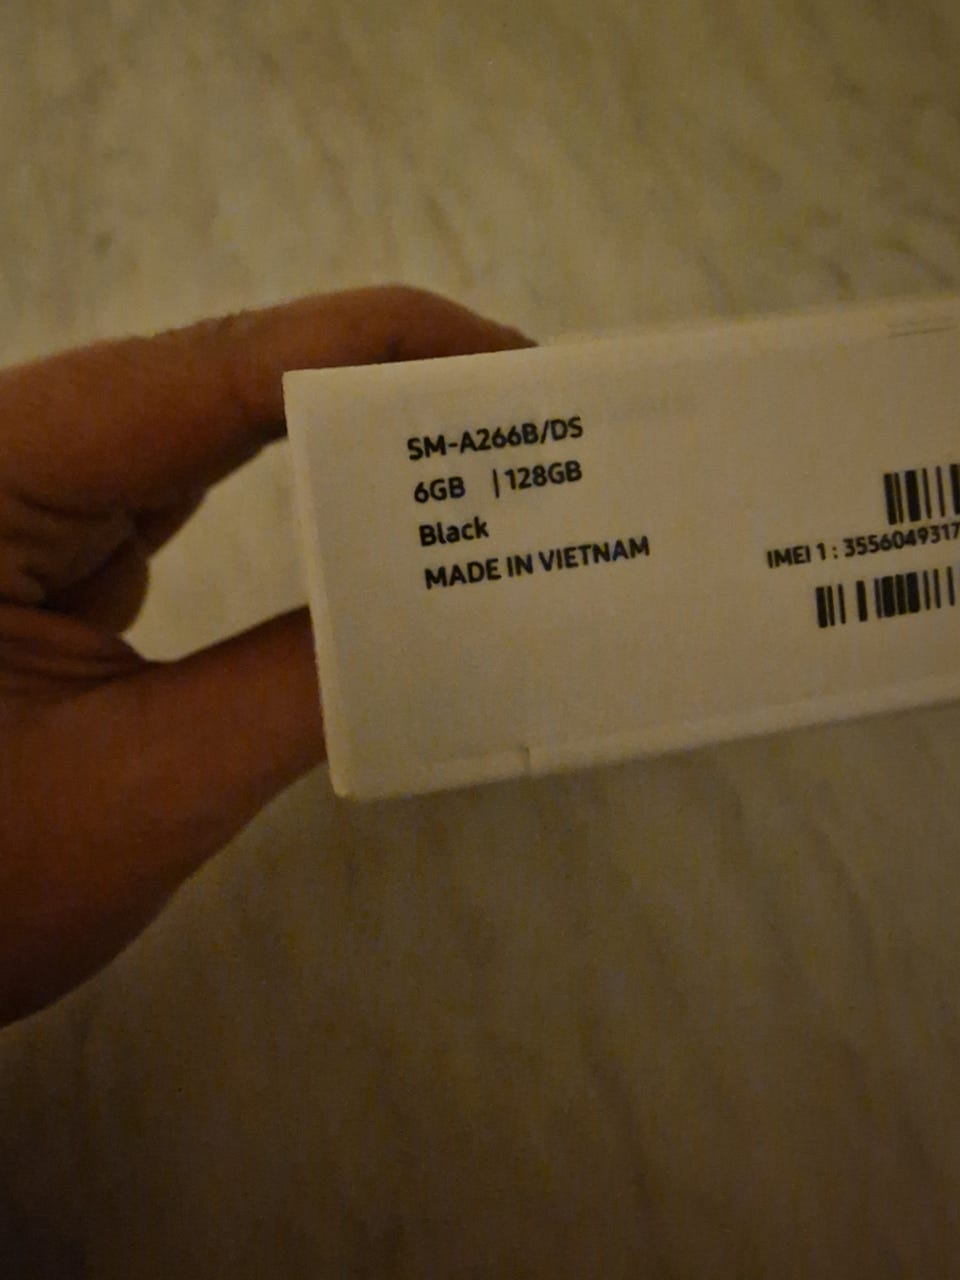 SM-A266B/DS
6GB | 128GB
Black
MADE IN VIETNAM
IMEI 1 : 3556049317